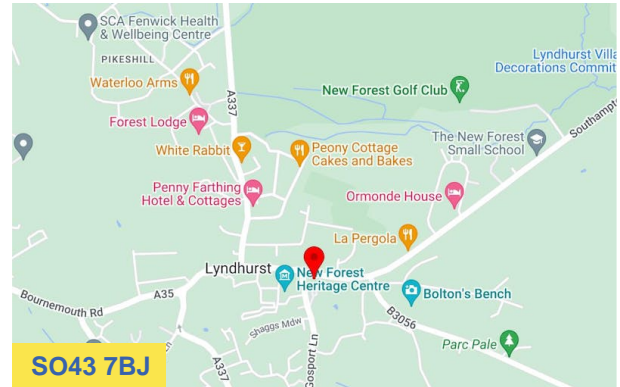 SCA Fenwick Health
& Wellbeing Centre
PIKESHILL
Waterloo Arms
A337
New Forest Golf Club
Lyndhurst Villa
Decorations Commit
Forest Lodge
Southampto
White Rabbit
Peony Cottage
Cakes and Bakes
The New Forest
Small School
Penny Farthing
Hotel & Cottages
A337
Ormonde House
La Pergola
Lyndhurst
New Forest
Heritage Centre
Bolton's Bench
Bournemouth Rd
A35
B3056
Shaggs Mdw
Gosport Ln
Parc Pale
A337
SO43 7BJ